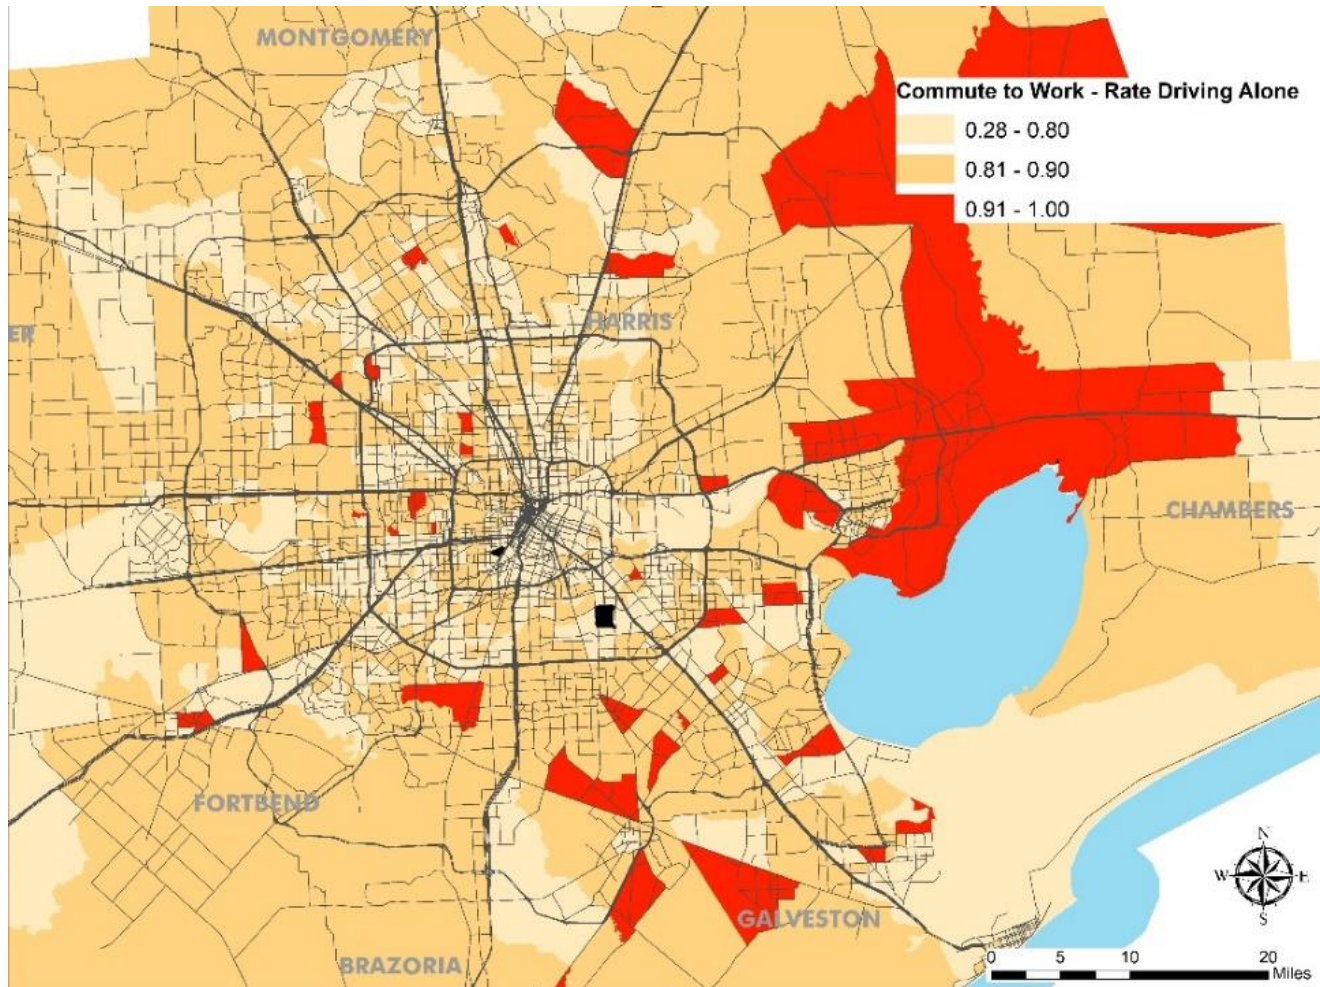 MONTGOMERY
Commute to Work - Rate Driving Alone
0.28 - 0.80
0.81 - 0.90
0.91 - 1.00
HARRIS
ER
CHAMBERS
FORTBEND
GALVESTON
BRAZORIA
N
W E
S
0 5 10 20
Miles